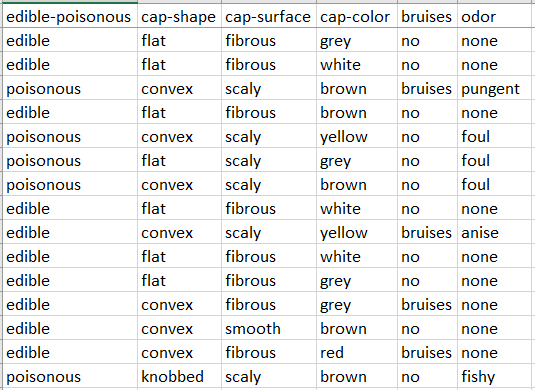 edible-poisonous cap-shape cap-surface cap-color bruises odor
edible flat fibrous grey no none
edible flat fibrous white no none
poisonous convex scaly brown bruises pungent
edible flat fibrous brown no none
poisonous convex scaly yellow no foul
poisonous flat scaly grey no foul
poisonous convex scaly brown no foul
edible flat fibrous white no none
edible convex scaly yellow bruises anise
edible flat fibrous white no none
edible flat fibrous grey no none
edible convex fibrous grey bruises none
edible convex smooth brown no none
edible convex fibrous red bruises none
poisonous knobbed scaly brown no fishy